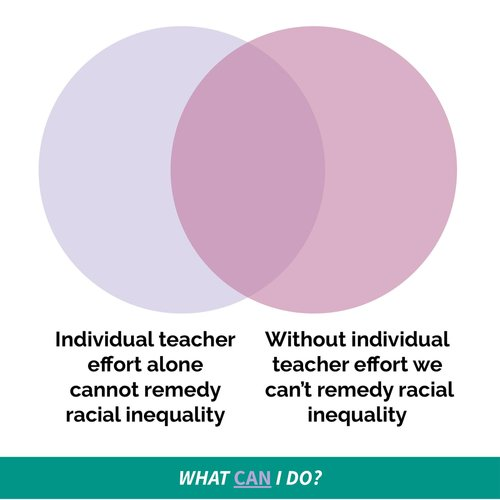 Individual teacher
effort alone
cannot remedy
racial inequality
Without individual
teacher effort we
can’t remedy racial
inequality
WHAT CAN I DO?